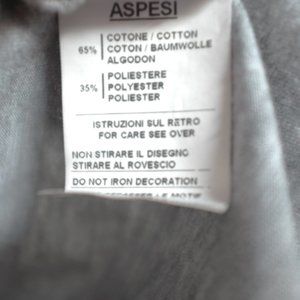 ASPESI
65% COTONE / COTTON
COTON / BAUMWOLLE
ALGODON
35% POLIESTERE
POLYESTER
POLIESTER
ISTRUZIONI SUL RETRO
FOR CARE SEE OVER
NON STIRARE IL DISEGNO
STIRARE AL ROVESCIO
DO NOT IRON DECORATION